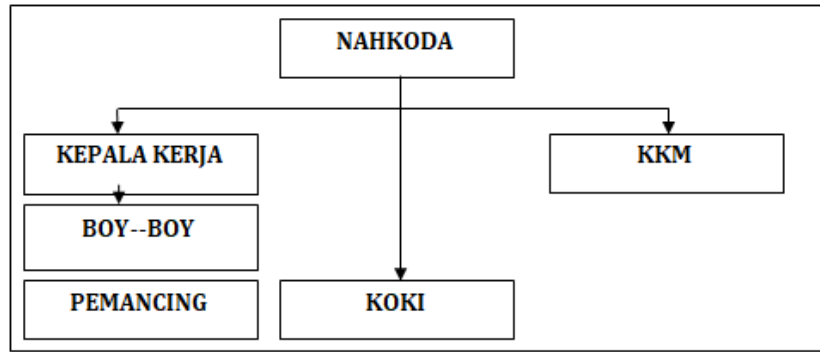 NAHKODA
KEPALA KERJA
KKM
BOY--BOY
PEMANCING
KOKI